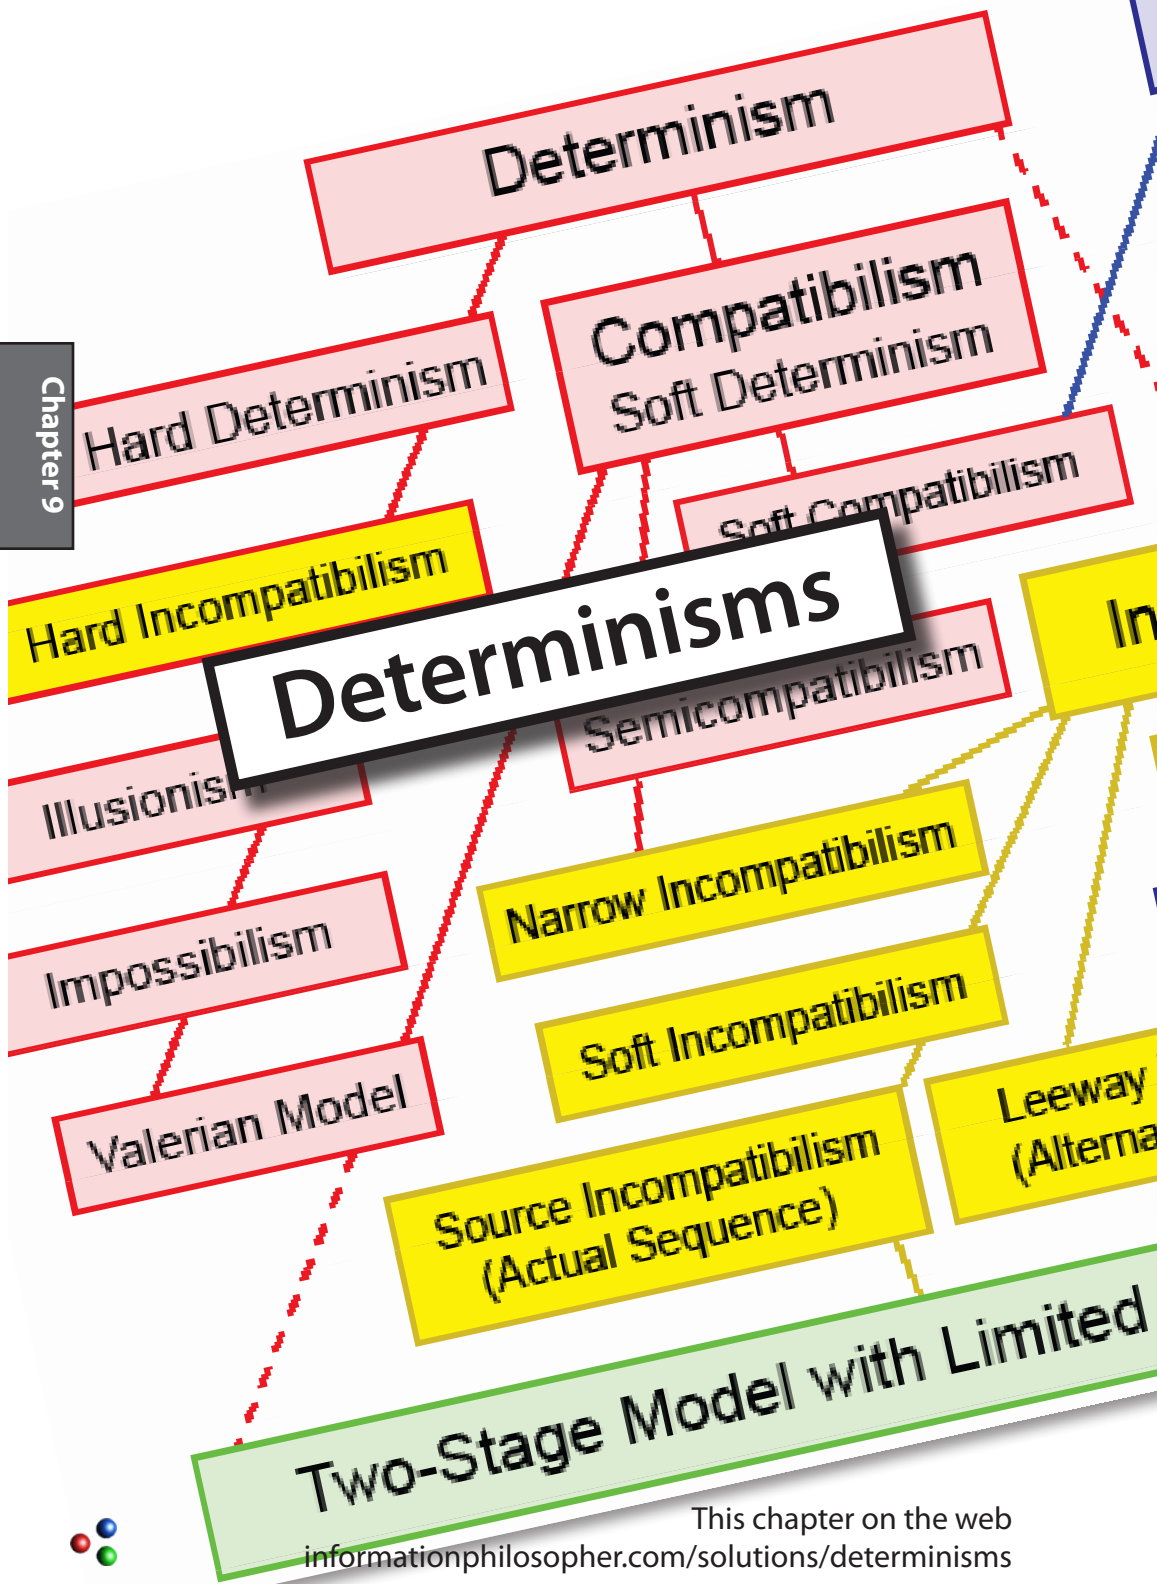 Determinism
Compatibilism
Soft Determinism
Hard Determinism
Chapter 9
Soft Compatibilism
Hard Incompatibilism
Determinisms
In
Semicompatibilism
Illusionism
Narrow Incompatibilism
Impossibilism
Soft Incompatibilism
Valerian Model
Leeway
(Alterna
Source Incompatibilism
(Actual Sequence)
Two-Stage Model with Limited
This chapter on the web
informationphilosopher.com/solutions/determinisms